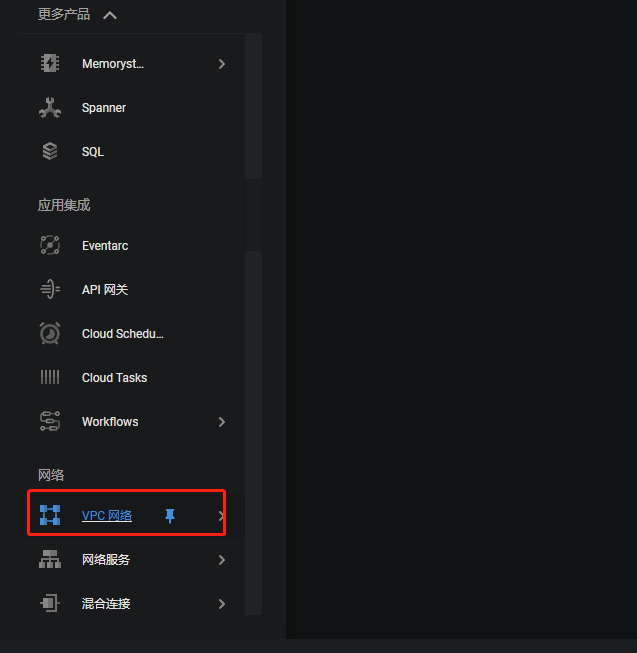 更多产品
Memoryst...
Spanner
SQL
应用集成
Eventarc
API 网关
Cloud Schedu...
Cloud Tasks
Workflows
网络
VPC 网络
网络服务
混合连接